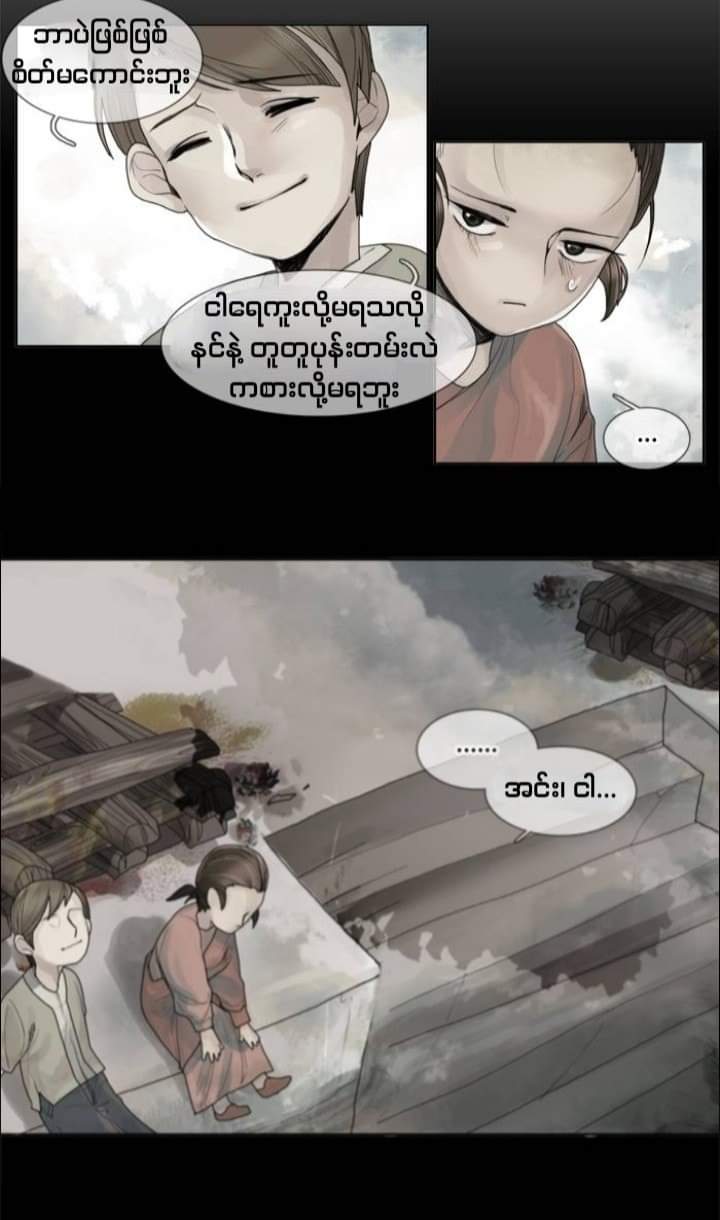 ဘာပဲဖြစ်ဖြစ်
စိတ်မကောင်းဘူး
ငါရေကူးလို့မရသလို
နင်နဲ့ တူတူပုန်းတမ်းလဲ
ကစားလို့မရဘူး
...
......
အင်း၊ ငါ...